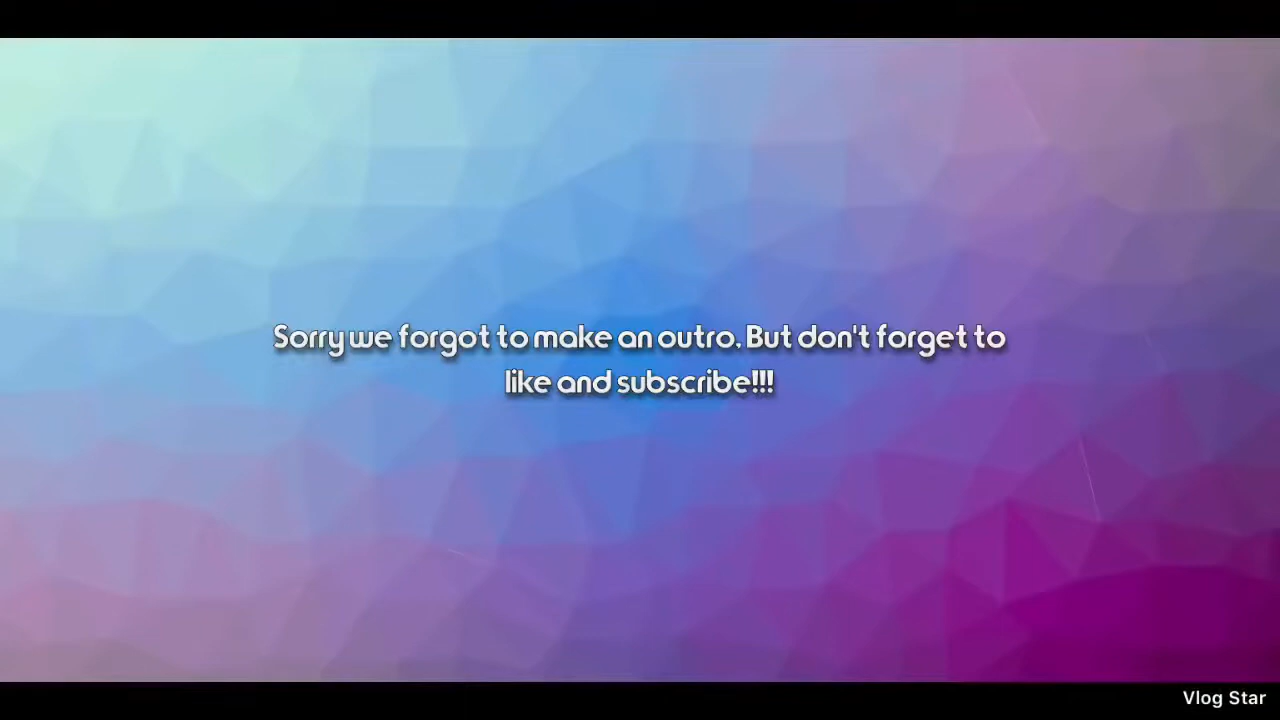 Sorry we forgot to make an outro. But don't forget to
like and subscribe!!!
Vlog Star